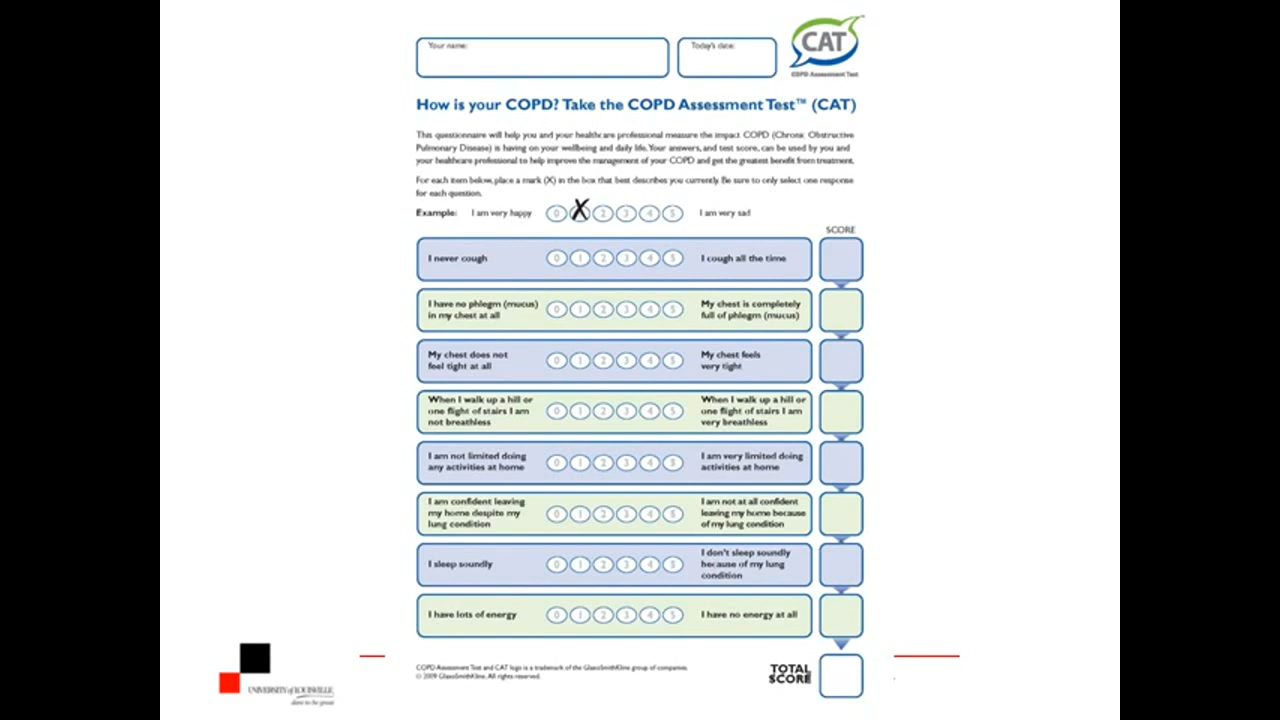 Your name:
Today's date:
CAT
COPD Assessment Test
How is your COPD? Take the COPD Assessment Test™ (CAT)
This questionnaire will help you and your healthcare professional measure the impact COPD (Chronic Obstructive
Pulmonary Disease) is having on your wellbeing and daily life. Your answers, and test score, can be used by you and
your healthcare professional to help improve the management of your COPD and get the greatest benefit from treatment.
For each item below, place a mark (X) in the box that best describes you currently. Be sure to only select one response
for each question.
Example: I am very happy 0 X 2 3 4 5 I am very sad
SCORE
I never cough 0 1 2 3 4 5 I cough all the time
I have no phlegm (mucus)
in my chest at all
0 1 2 3 4 5
My chest is completely
full of phlegm (mucus)
My chest does not
feel tight at all
0 1 2 3 4 5
My chest feels
very tight
When I walk up a hill or
one flight of stairs I am
not breathless
0 1 2 3 4 5
When I walk up a hill or
one flight of stairs I am
very breathless
I am not limited doing
any activities at home
0 1 2 3 4 5
I am very limited doing
activities at home
I am confident leaving
my home despite my
lung condition
0 1 2 3 4 5
I am not at all confident
leaving my home because
of my lung condition
I sleep soundly
0 1 2 3 4 5
I don't sleep soundly
because of my lung
condition
I have lots of energy 0 1 2 3 4 5 I have no energy at all
COPD Assessment Test and CAT logo is a trademark of the GlaxoSmithKline group of companies.
© 2009 GlaxoSmithKline. All rights reserved.
TOTAL
SCORE
UNIVERSITY of LOUISVILLE
dare to be great